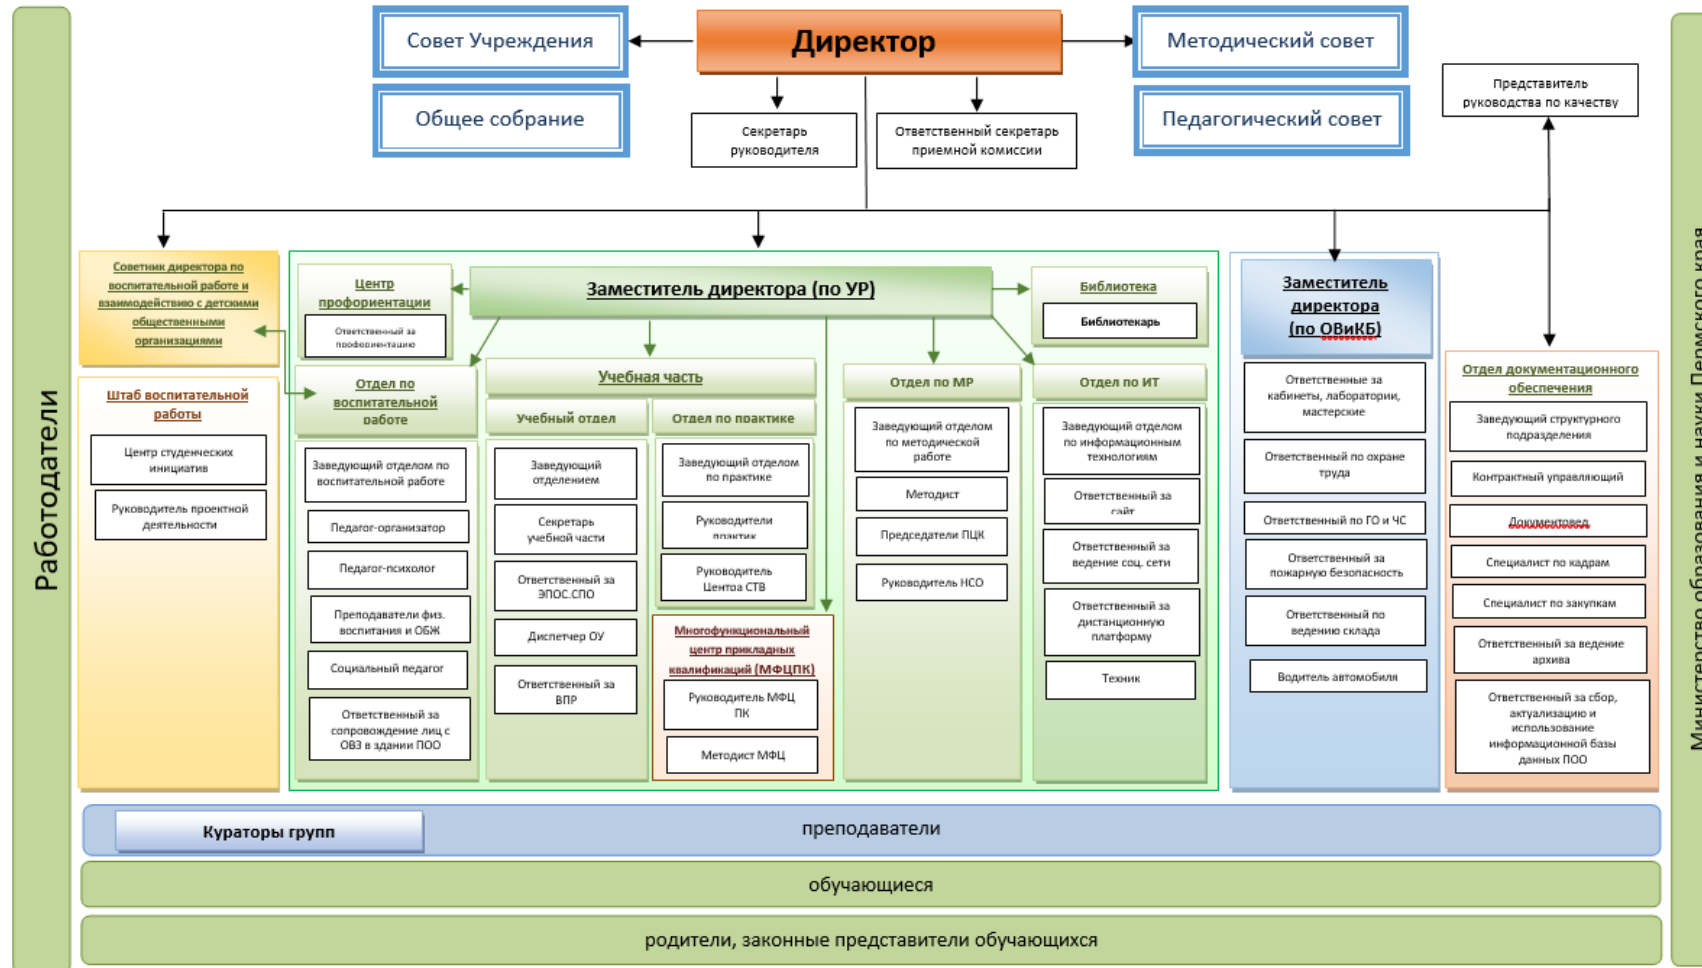 Работодатели
Совет Учреждения
Общее собрание
Директор
Секретарь
руководителя
Ответственный секретарь
приемной комиссии
Методический совет
Педагогический совет
Представитель
руководства по качеству
Министерство образования и науки Пермского края
Советник директора по
воспитательной работе и
взаимодействию с детскими
общественными
организациями
Штаб воспитательной
работы
Центр студенческих
инициатив
Руководитель проектной
деятельности
Центр
профориентации
Ответственный за
профориентацию
Заместитель директора (по УР)
Библиотека
Библиотекарь
Отдел по
воспитательной
работе
Заведующий отделом по
воспитательной работе
Педагог-организатор
Педагог-психолог
Преподаватели физ.
воспитания и ОБЖ
Социальный педагог
Ответственный за
сопровождение лиц с
ОВЗ в здании ПОО
Учебная часть
Учебный отдел
Заведующий
отделением
Секретарь
учебной части
Ответственный за
ЭПОС.СПО
Диспетчер ОУ
Ответственный за
ВПР
Отдел по практике
Заведующий отделом
по практике
Руководители
практик
Руководитель
Центра СТВ
Многофункциональный
центр прикладных
квалификаций (МФЦПК)
Руководитель МФЦ
ПК
Методист МФЦ
Отдел по МР
Заведующий отделом
по методической
работе
Методист
Председатели ПЦК
Руководитель НСО
Отдел по ИТ
Заведующий отделом
по информационным
технологиям
Ответственный за
сайт
Ответственный за
ведение соц. сети
Ответственный за
дистанционную
платформу
Техник
Заместитель
директора
(по ОВиКБ)
Ответственные за
кабинеты, лаборатории,
мастерские
Ответственный по охране
труда
Ответственный по ГО и ЧС
Ответственный за
пожарную безопасность
Ответственный по
ведению склада
Водитель автомобиля
Отдел документационного
обеспечения
Заведующий структурного
подразделения
Контрактный управляющий
Документовед
Специалист по кадрам
Специалист по закупкам
Ответственный за ведение
архива
Ответственный за сбор,
актуализацию и
использование
информационной базы
данных ПОО
Кураторы групп
преподаватели
обучающиеся
родители, законные представители обучающихся